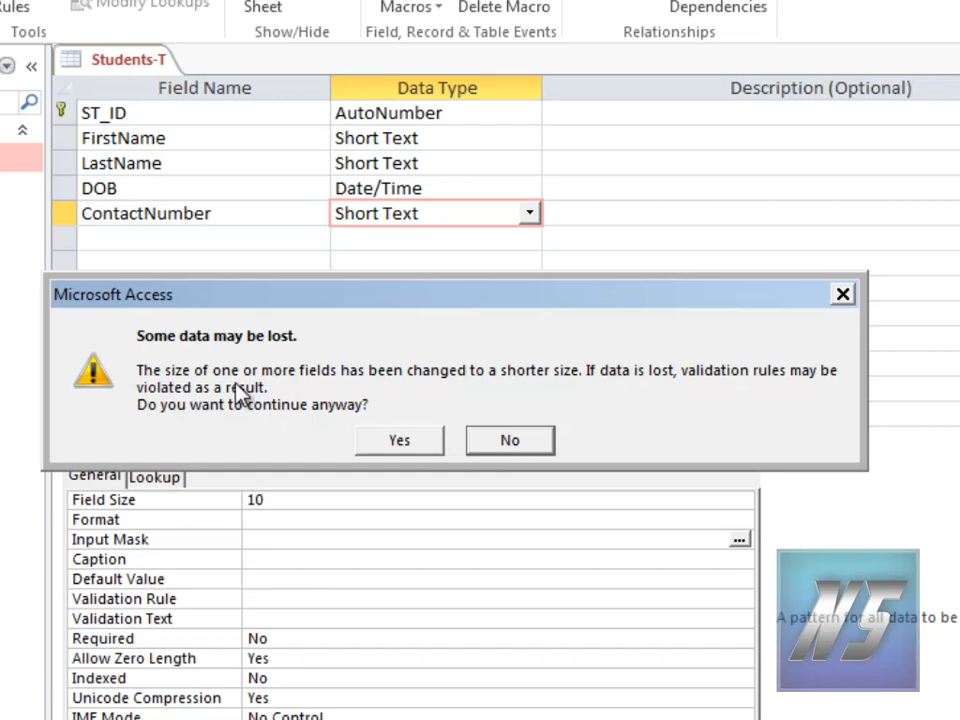 Rules
Modify Lookups
Sheet
Macros
Delete Macro
Dependencies
Tools
Show/Hide
Field, Record & Table Events
Relationships
Students-T
Field Name
Data Type
Description (Optional)
ST_ID
AutoNumber
FirstName
Short Text
LastName
Short Text
DOB
Date/Time
ContactNumber
Short Text
Microsoft Access
Some data may be lost.
The size of one or more fields has been changed to a shorter size. If data is lost, validation rules may be
violated as a result.
Do you want to continue anyway?
Yes
No
General
Lookup
Field Size
10
Format
Input Mask
...
Caption
Default Value
Validation Rule
Validation Text
Required
No
Allow Zero Length
Yes
Indexed
No
Unicode Compression
Yes
IME Mode
No Control
A pattern for all data to be
NS